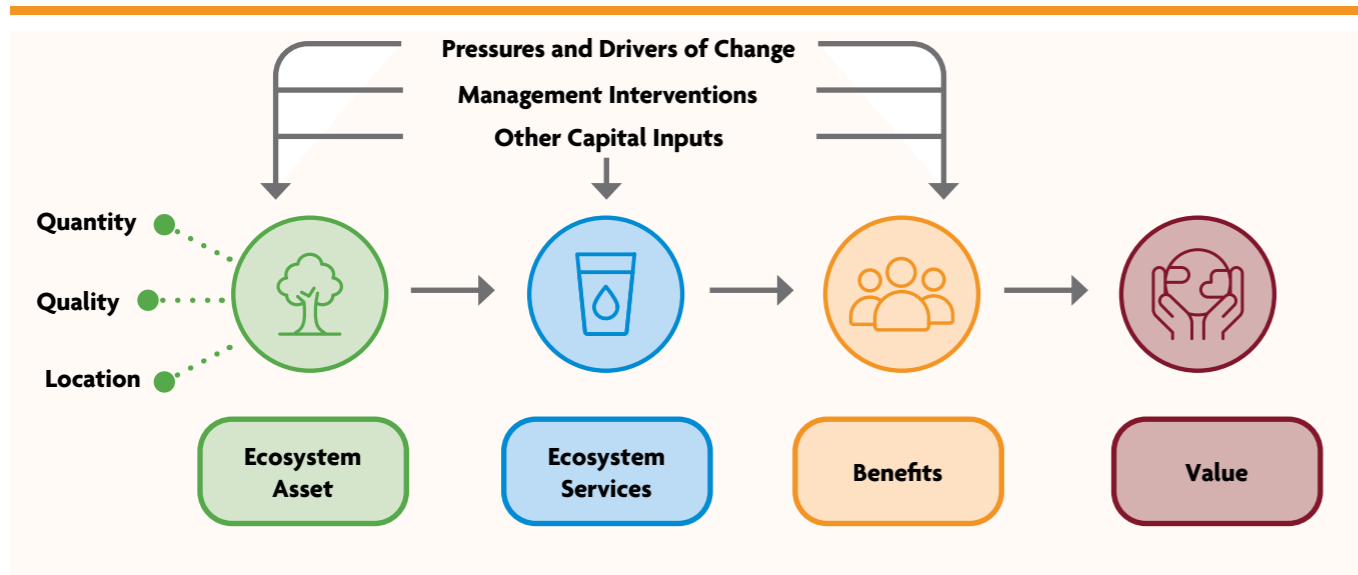 Pressures and Drivers of Change
Management Interventions
Other Capital Inputs
Quantity
Quality
Location
Ecosystem
Asset
Ecosystem
Services
Benefits
Value